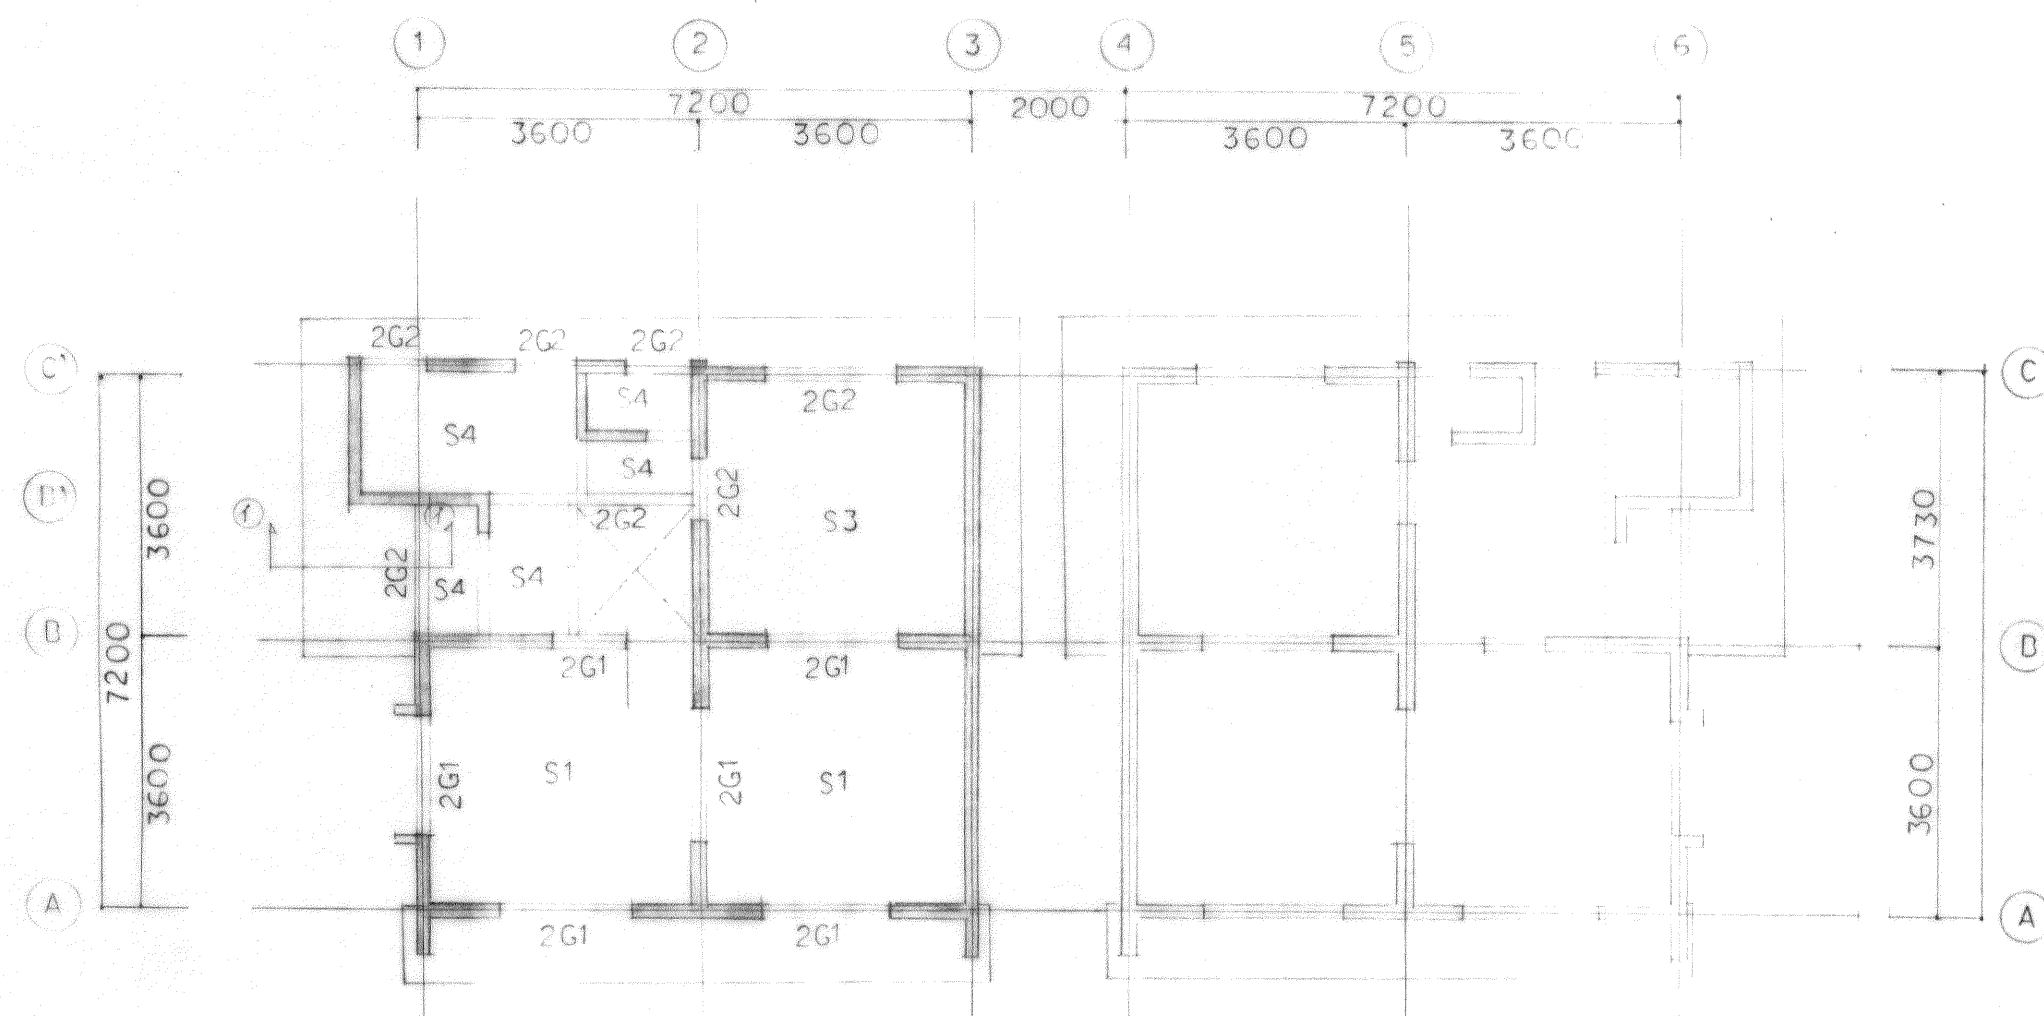 1 2 3 4 5 6
7200 2000 7200
3600 3600 3600 3600
2G2 2G2 2G2
C' C
S4 2G2
S4
S4
B'
3600 2G2 3730
1 1 2G2 S3
2G2 S4 S4
B B
7200 2G1 2G1
3600 2G1 S1 2G1 S1 3600
A A
2G1 2G1